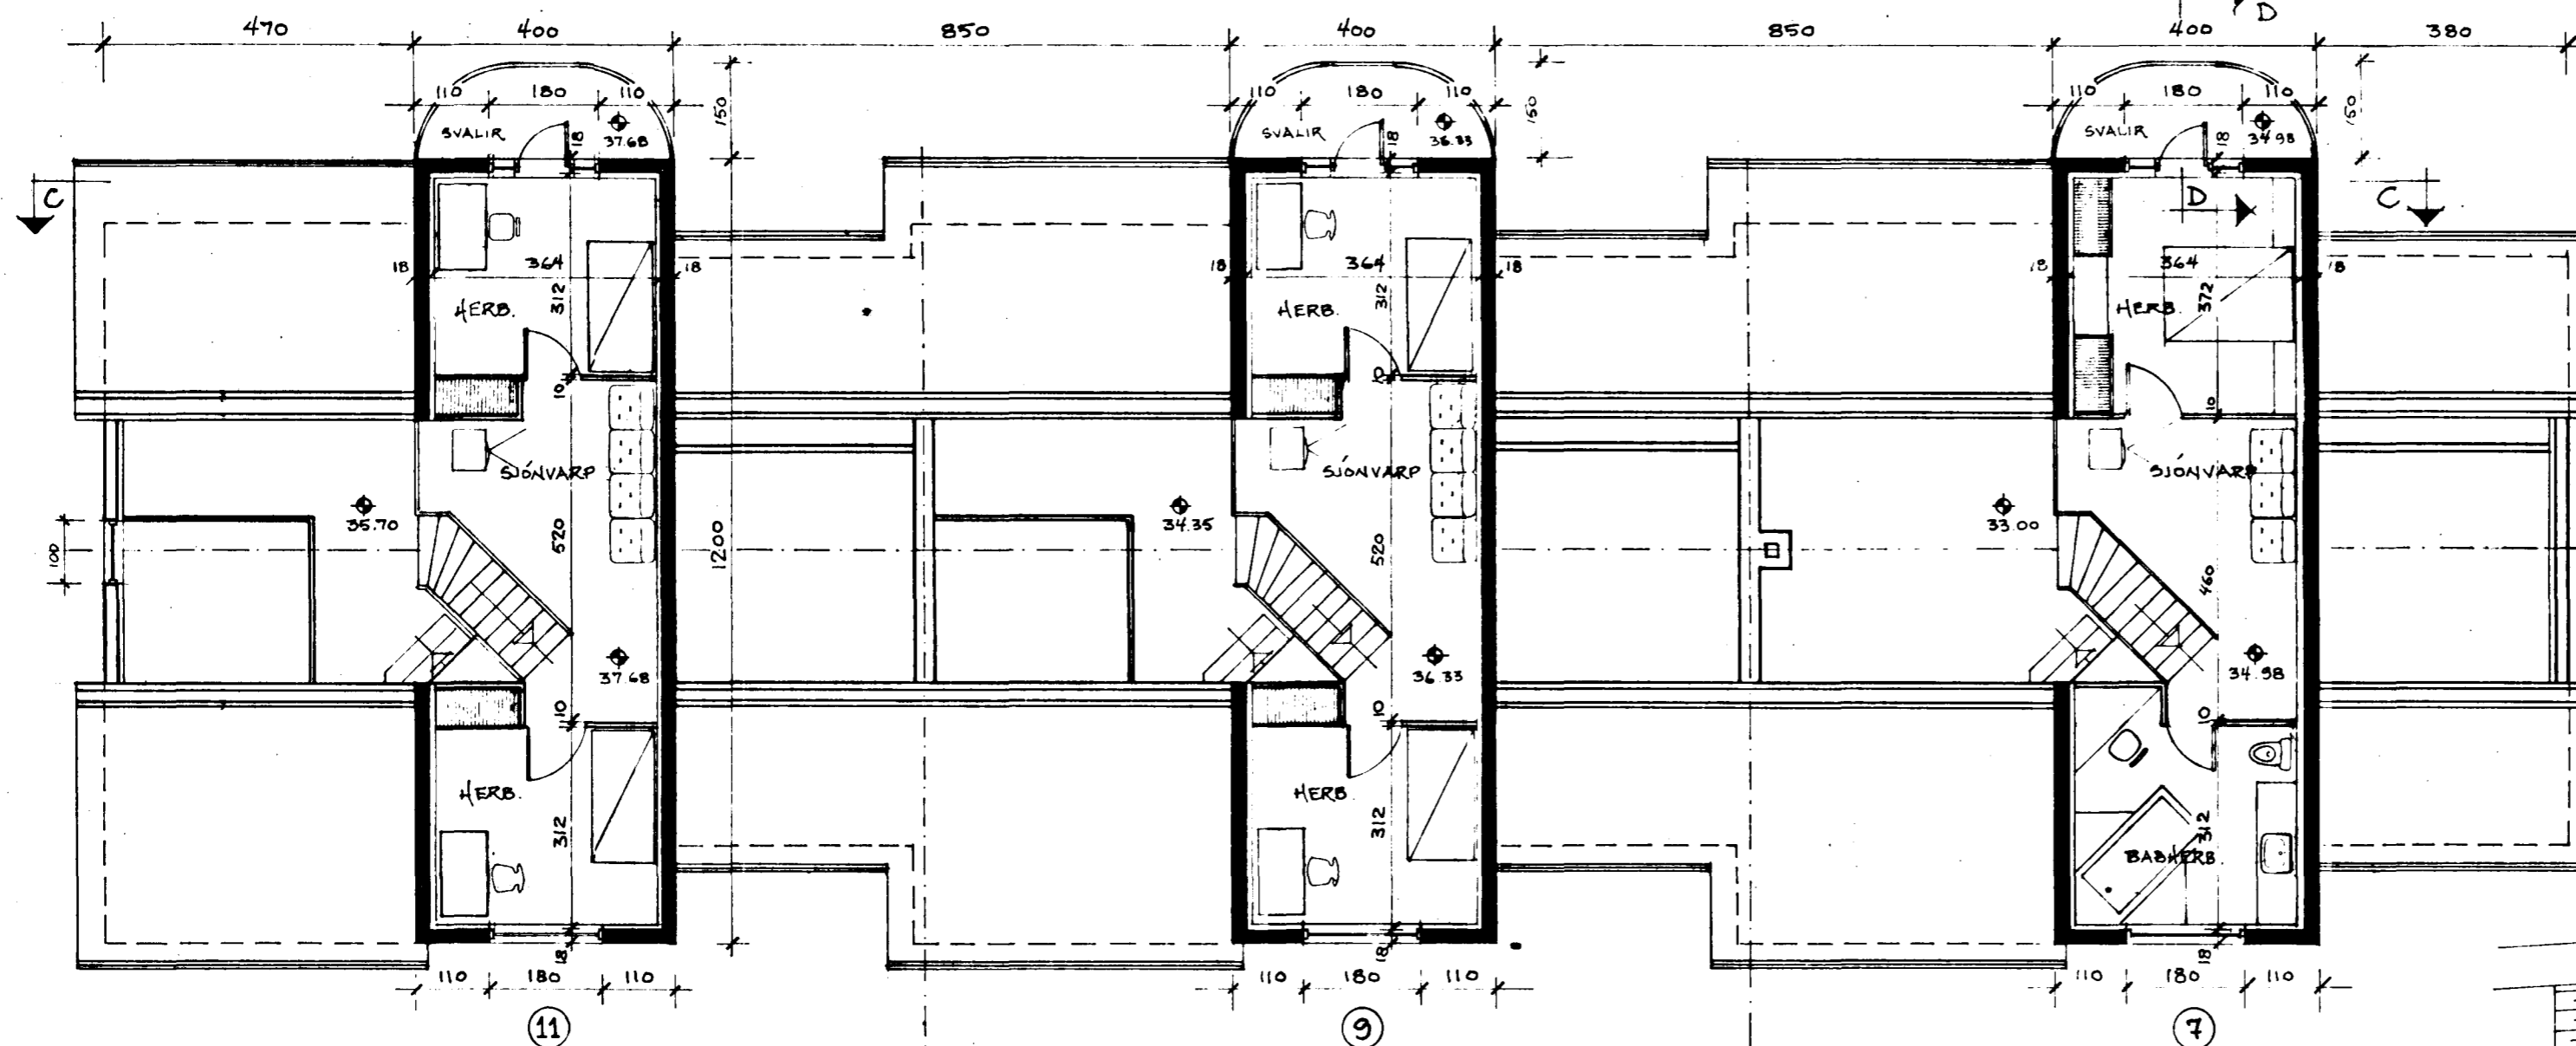 D
470 400 850 400 850 400 380
110 180 110 150 110 180 110 150 110 180 110 150
SVALIR 18 37.68 SVALIR 18 36.33 SVALIR 18 34.98
C D C
18 364 18 18 364 18 18 364 18
312 312 372
HERB. HERB. HERB.
10 10 10
SJÓNVARP SJÓNVARP SJÓNVARP
35.70 34.35 33.00
100 520 1200 520 460
37.68 36.33 34.98
10 10 10
HERB. HERB.
312 312 312
BAÐHERB.
18 18 18
110 180 110 110 180 110 110 180 110
11 9 7